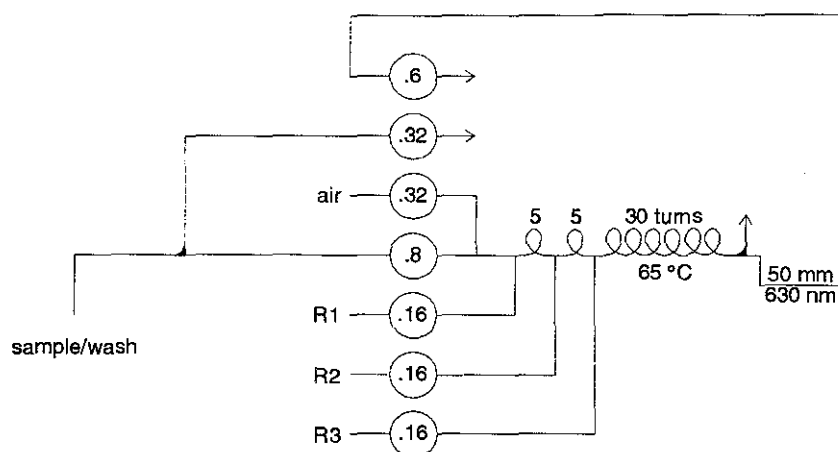 .6
.32
air .32
5 5 30 turns
.8
65 °C
50 mm
630 nm
R1 .16
sample/wash
R2 .16
R3 .16